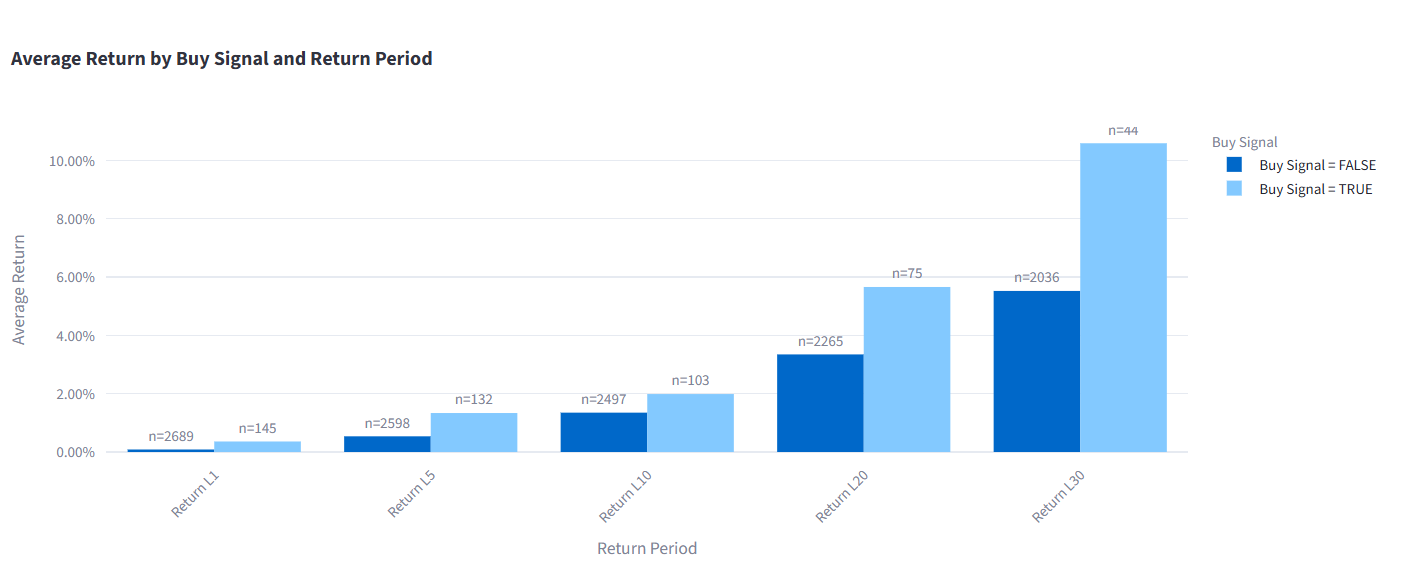 Average Return by Buy Signal and Return Period
Average Return
10.00%
8.00%
6.00%
4.00%
2.00%
0.00%
n=2689
n=145
n=2598
n=132
n=2497
n=103
n=2265
n=75
n=2036
n=44
Return L1
Return L5
Return L10
Return L20
Return L30
Return Period
Buy Signal
Buy Signal = FALSE
Buy Signal = TRUE